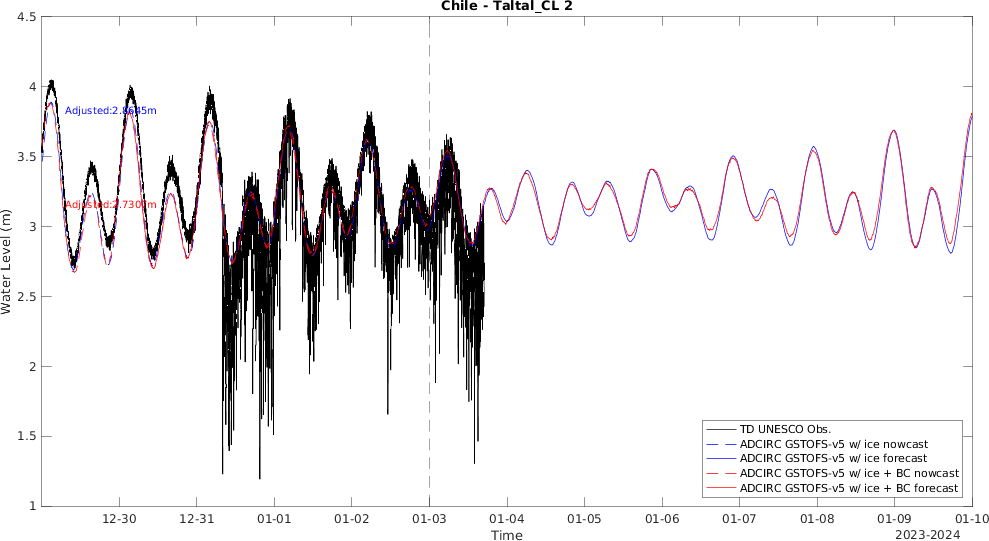 Chile - Taltal_CL 2
4.5
4
3.5
3
2.5
2
1.5
1
Water Level (m)
Adjusted:2.8645m
TD UNESCO Obs.
ADCIRC GSTOFS-v5 w/ ice nowcast
ADCIRC GSTOFS-v5 w/ ice forecast
ADCIRC GSTOFS-v5 w/ ice + BC nowcast
ADCIRC GSTOFS-v5 w/ ice + BC forecast
12-30
12-31
01-01
01-02
01-03
01-04
01-05
01-06
01-07
01-08
01-09
01-10
Time
2023-2024